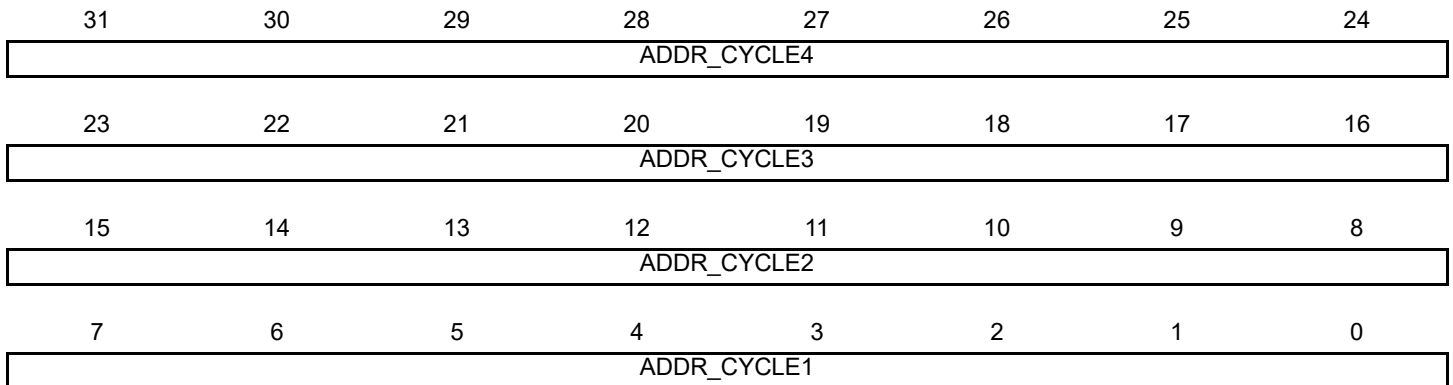 31 30 29 28 27 26 25 24
ADDR_CYCLE4
23 22 21 20 19 18 17 16
ADDR_CYCLE3
15 14 13 12 11 10 9 8
ADDR_CYCLE2
7 6 5 4 3 2 1 0
ADDR_CYCLE1